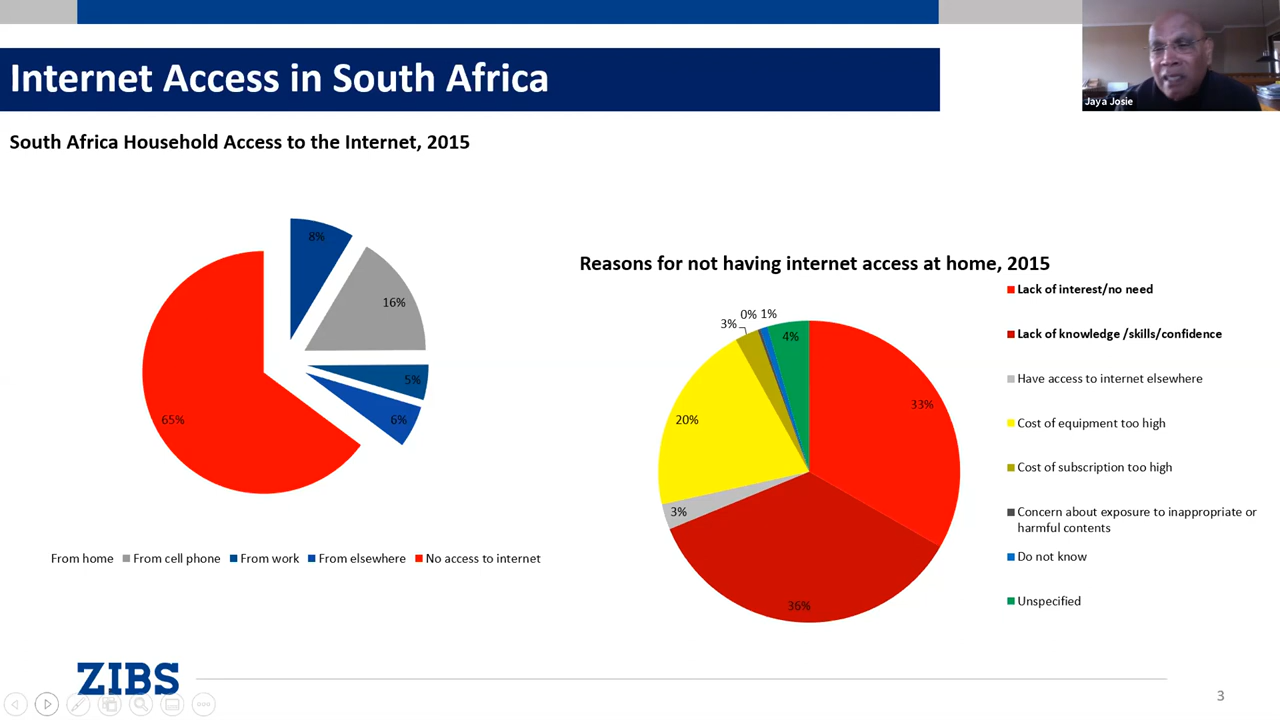 Internet Access in South Africa
Jaya Josie
South Africa Household Access to the Internet, 2015
8%
16%
5%
6%
65%
From home From cell phone From work From elsewhere No access to internet
Reasons for not having internet access at home, 2015
3%
0%
1%
4%
33%
20%
3%
36%
Lack of interest/no need
Lack of knowledge /skills/confidence
Have access to internet elsewhere
Cost of equipment too high
Cost of subscription too high
Concern about exposure to inappropriate or
harmful contents
Do not know
Unspecified
ZIBS
3